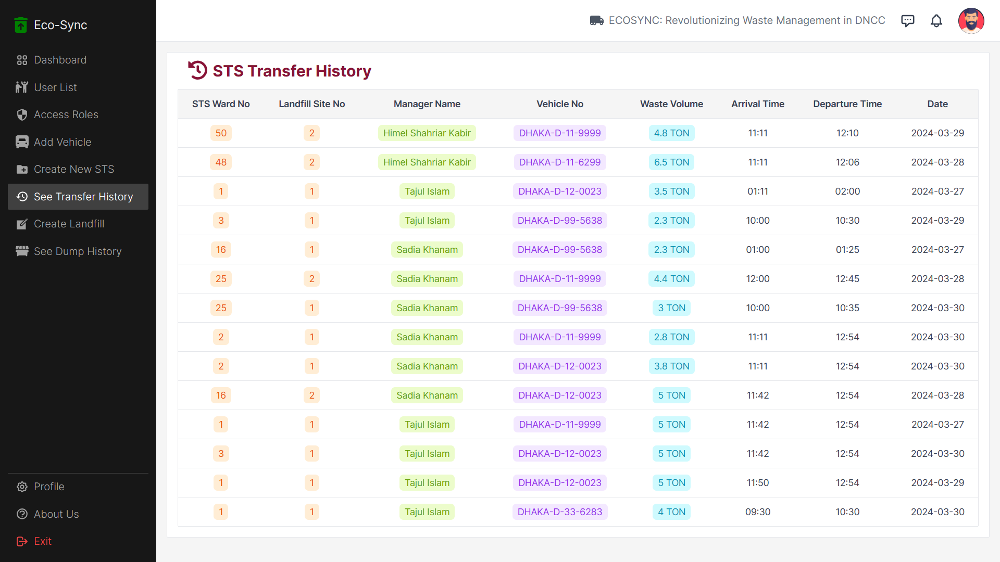 Eco-Sync
Dashboard
User List
Access Roles
Add Vehicle
Create New STS
See Transfer History
Create Landfill
See Dump History
Profile
About Us
Exit
ECOSYNC: Revolutionizing Waste Management in DNCC
STS Transfer History
STS Ward No Landfill Site No Manager Name Vehicle No Waste Volume Arrival Time Departure Time Date
50 2 Himel Shahriar Kabir DHAKA-D-11-9999 4.8 TON 11:11 12:10 2024-03-29
48 2 Himel Shahriar Kabir DHAKA-D-11-6299 6.5 TON 11:11 12:06 2024-03-28
1 1 Tajul Islam DHAKA-D-12-0023 3.5 TON 01:11 02:00 2024-03-27
3 1 Tajul Islam DHAKA-D-99-5638 2.3 TON 10:00 10:30 2024-03-29
16 1 Sadia Khanam DHAKA-D-99-5638 2.3 TON 01:00 01:25 2024-03-27
25 2 Sadia Khanam DHAKA-D-11-9999 4.4 TON 12:00 12:45 2024-03-28
25 1 Sadia Khanam DHAKA-D-99-5638 3 TON 10:00 10:35 2024-03-30
2 1 Sadia Khanam DHAKA-D-11-9999 2.8 TON 11:11 12:54 2024-03-30
2 1 Sadia Khanam DHAKA-D-12-0023 3.8 TON 11:11 12:54 2024-03-30
16 2 Sadia Khanam DHAKA-D-12-0023 5 TON 11:42 12:54 2024-03-28
1 1 Tajul Islam DHAKA-D-11-9999 5 TON 11:42 12:54 2024-03-27
3 1 Tajul Islam DHAKA-D-12-0023 5 TON 11:42 12:54 2024-03-30
1 1 Tajul Islam DHAKA-D-12-0023 5 TON 11:50 12:54 2024-03-29
1 1 Tajul Islam DHAKA-D-33-6283 4 TON 09:30 10:30 2024-03-30